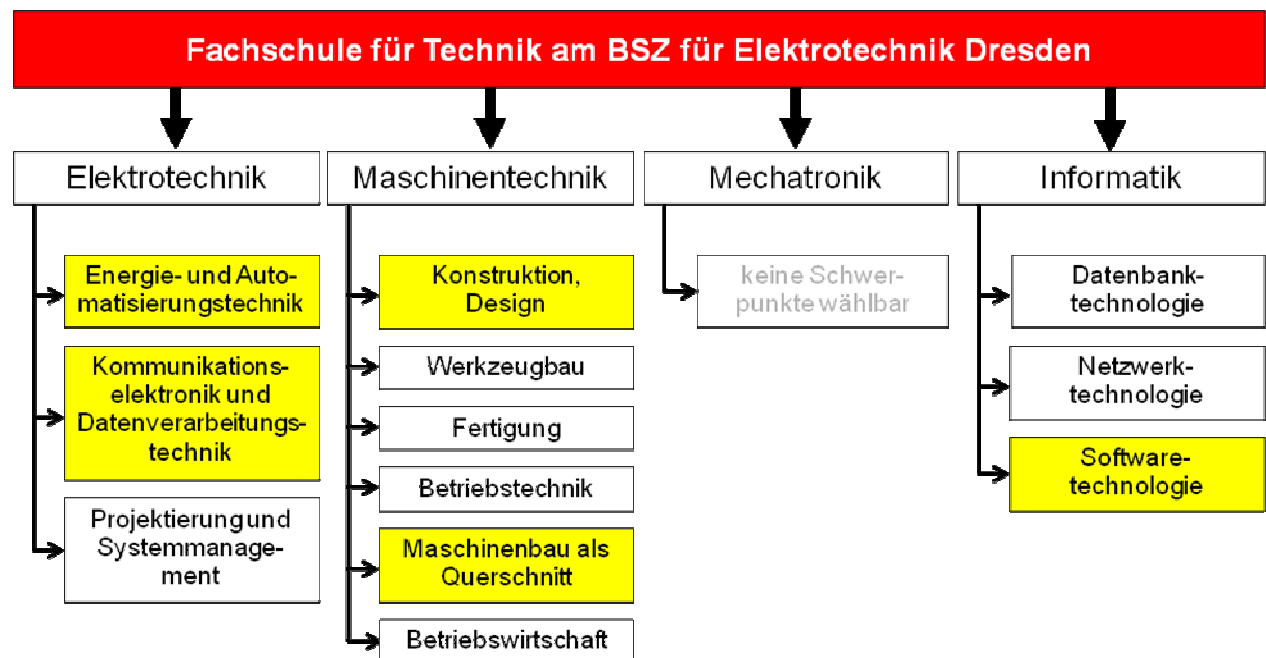 Fachschule für Technik am BSZ für Elektrotechnik Dresden
Elektrotechnik
Energie- und Auto-
matisierungstechnik
Kommunikations-
elektronik und
Datenverarbeitungs-
technik
Projektierung und
Systemmanage-
ment
Maschinentechnik
Konstruktion,
Design
Werkzeugbau
Fertigung
Betriebstechnik
Maschinenbau als
Querschnitt
Betriebswirtschaft
Mechatronik
keine Schwer-
punkte wählbar
Informatik
Datenbank-
technologie
Netzwerk-
technologie
Software-
technologie